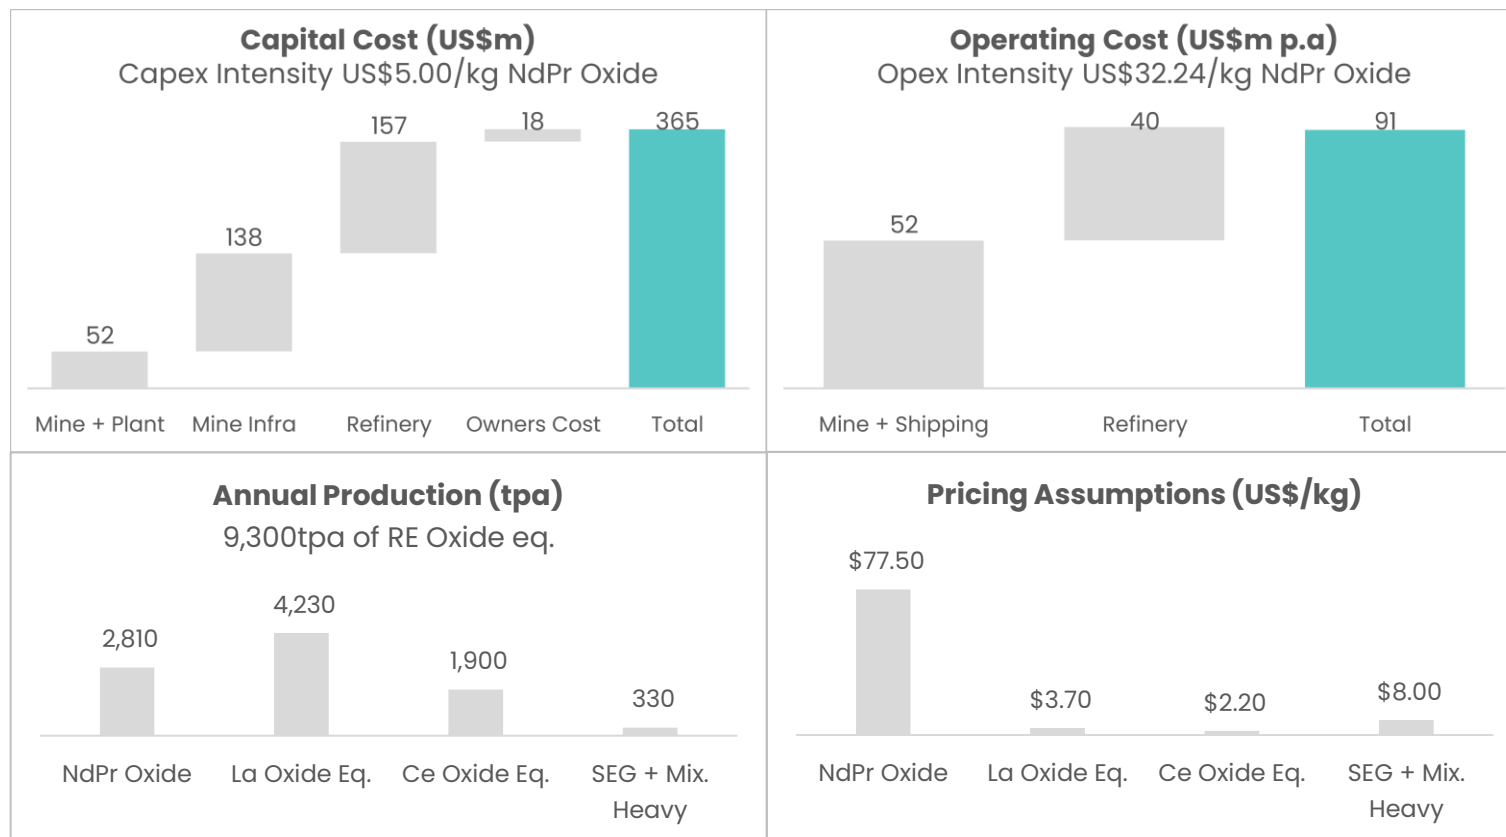 Capital Cost (US$m)
Capex Intensity US$5.00/kg NdPr Oxide
52
138
157
18
365
Mine + Plant
Mine Infra
Refinery
Owners Cost
Total
Operating Cost (US$m p.a)
Opex Intensity US$32.24/kg NdPr Oxide
52
40
91
Mine + Shipping
Refinery
Total
Annual Production (tpa)
9,300tpa of RE Oxide eq.
2,810
4,230
1,900
330
NdPr Oxide
La Oxide Eq.
Ce Oxide Eq.
SEG + Mix.
Heavy
Pricing Assumptions (US$/kg)
$77.50
$3.70
$2.20
$8.00
NdPr Oxide
La Oxide Eq.
Ce Oxide Eq.
SEG + Mix.
Heavy